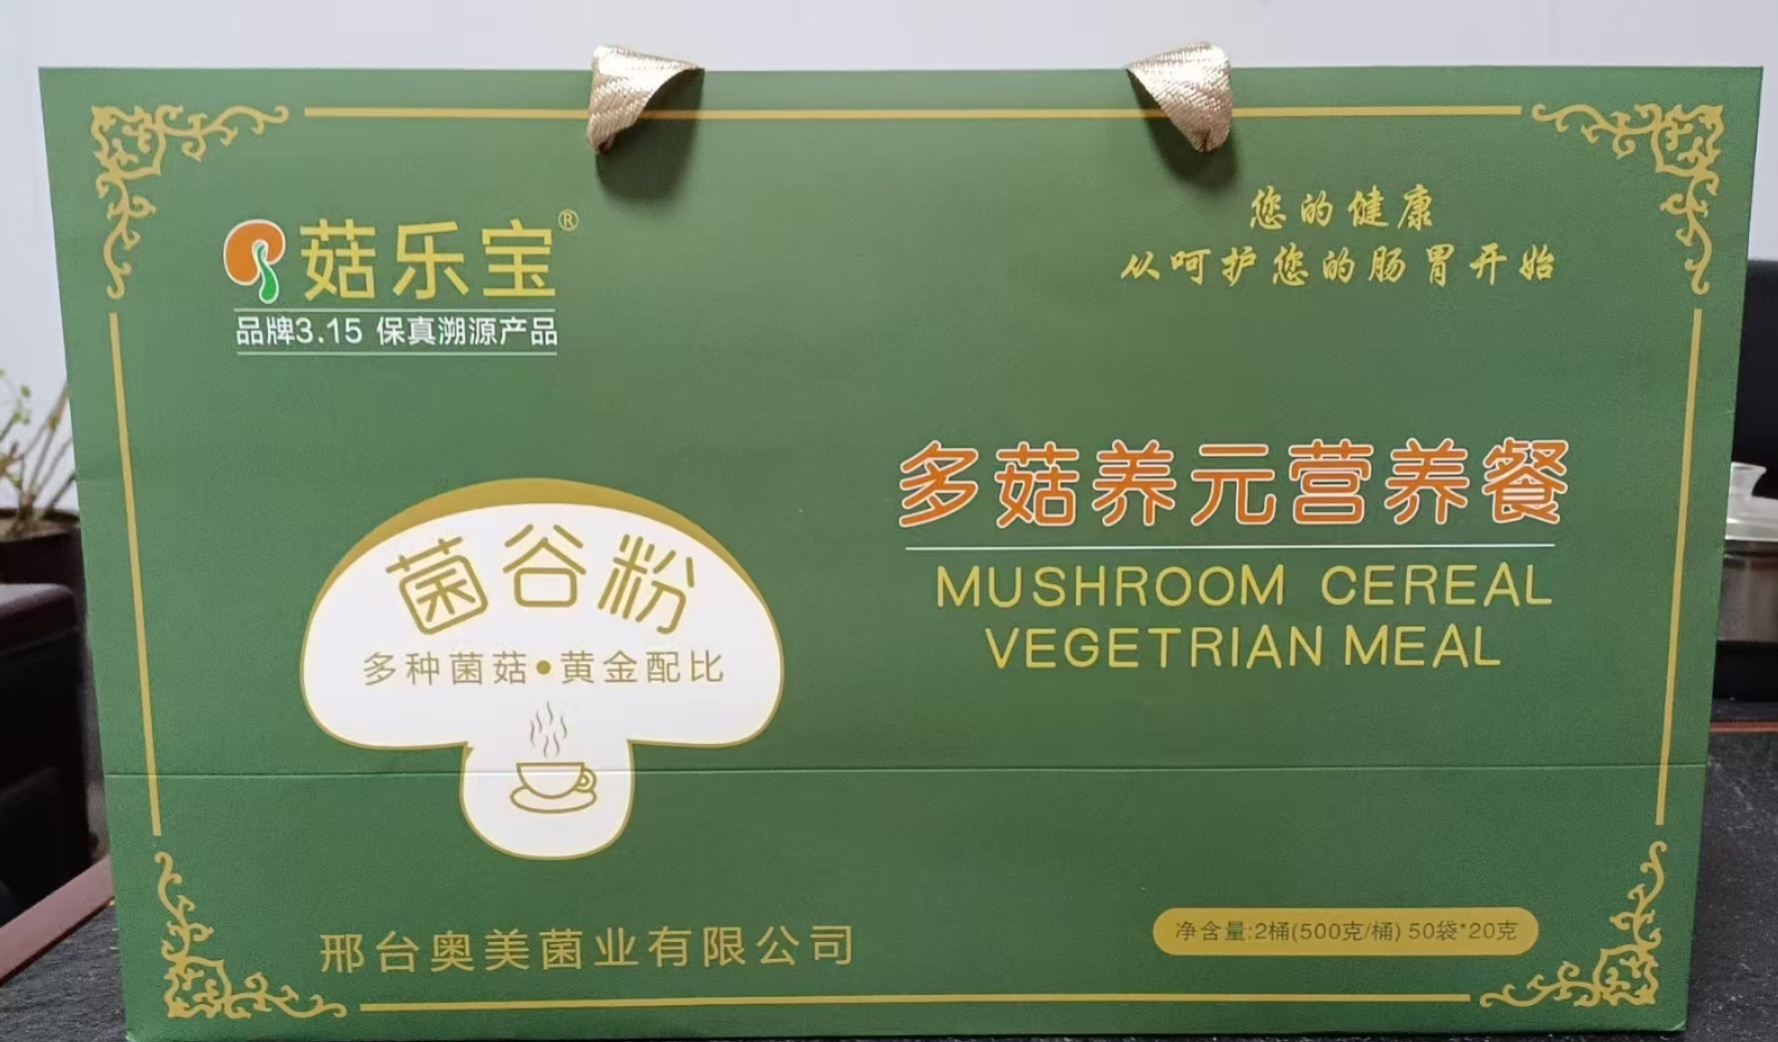 菇乐宝®
品牌3.15 保真溯源产品
您的健康
从呵护您的肠胃开始
多菇养元营养餐
MUSHROOM CEREAL
VEGETRIAN MEAL
菌谷粉
多种菌菇•黄金配比
邢台奥美菌业有限公司
净含量:2桶(500克/桶) 50袋*20克